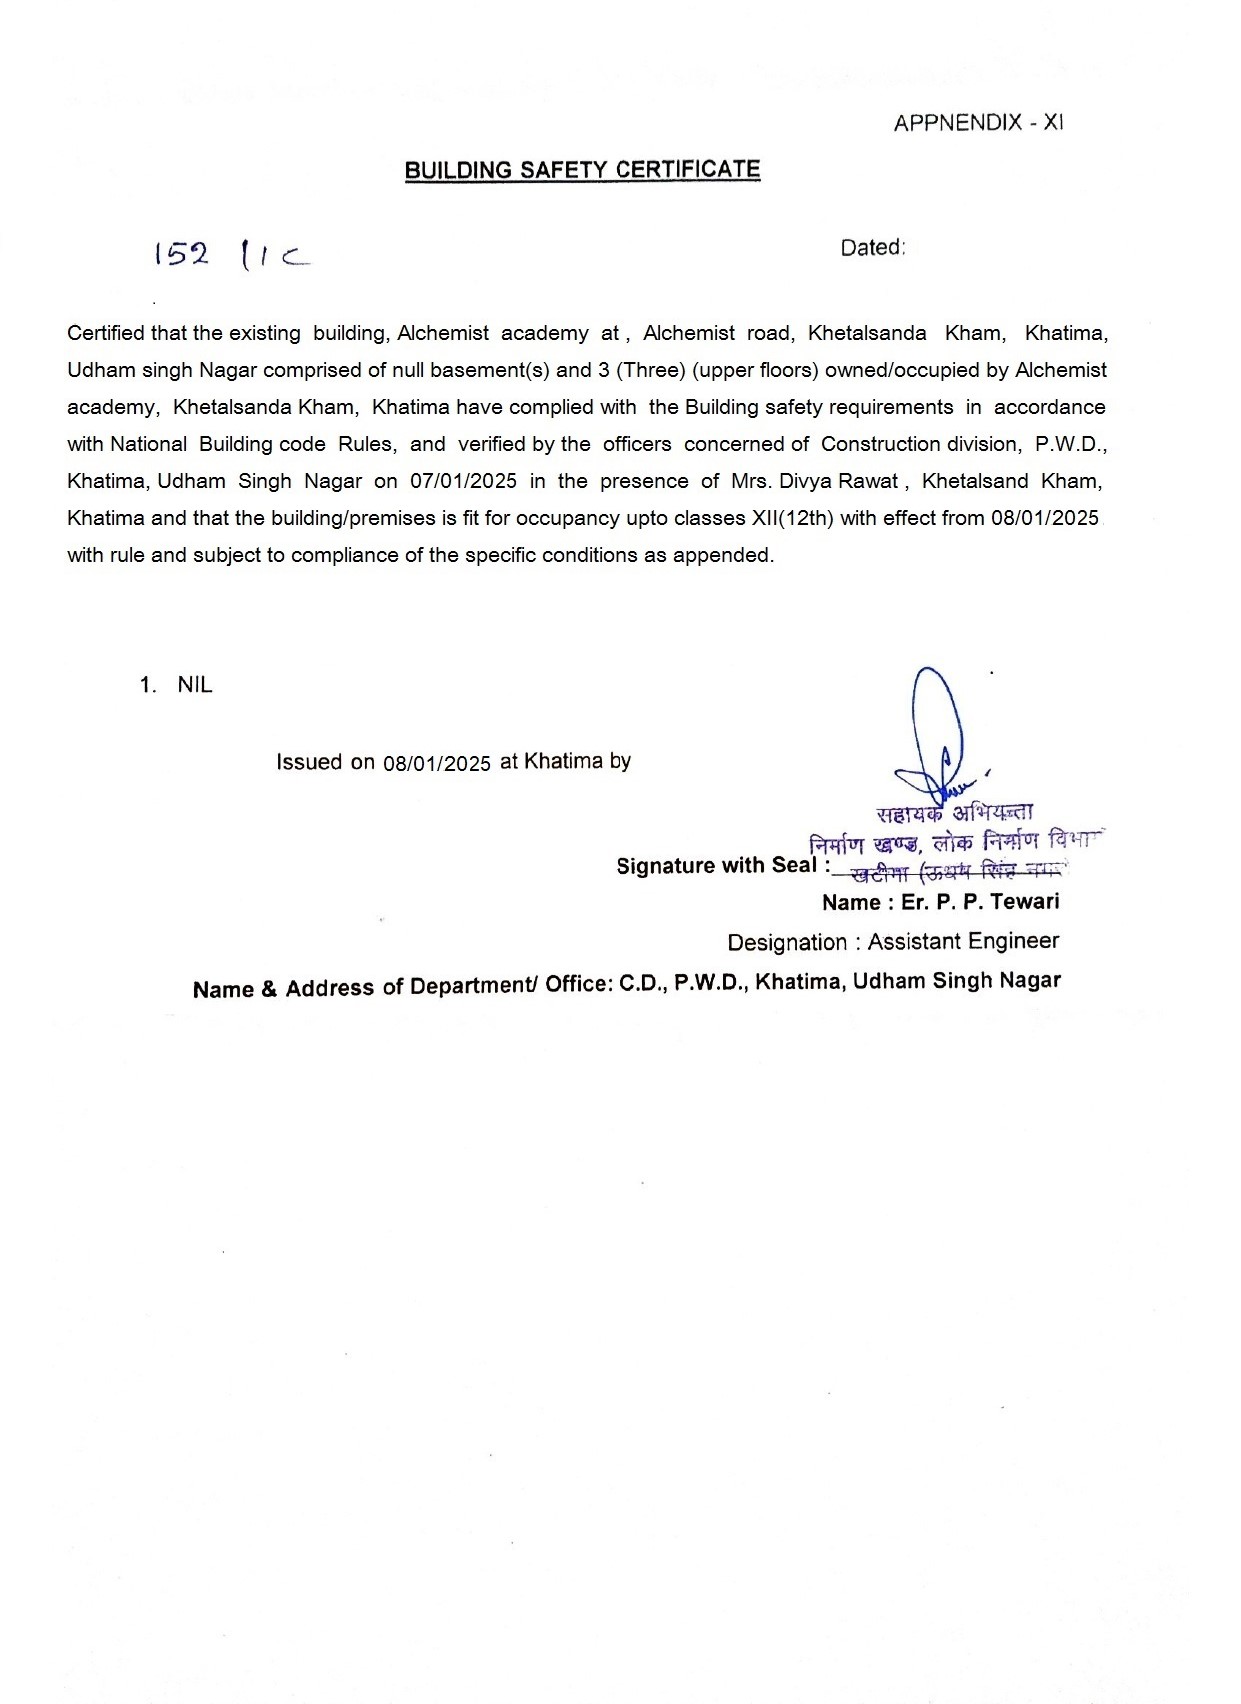 APPNENDIX - XI
BUILDING SAFETY CERTIFICATE
152 (1C
Dated:
Certified that the existing building, Alchemist academy at , Alchemist road, Khetalsanda Kham, Khatima,
Udham singh Nagar comprised of null basement(s) and 3 (Three) (upper floors) owned/occupied by Alchemist
academy, Khetalsanda Kham, Khatima have complied with the Building safety requirements in accordance
with National Building code Rules, and verified by the officers concerned of Construction division, P.W.D.,
Khatima, Udham Singh Nagar on 07/01/2025 in the presence of Mrs. Divya Rawat , Khetalsand Kham,
Khatima and that the building/premises is fit for occupancy upto classes XII(12th) with effect from 08/01/2025
with rule and subject to compliance of the specific conditions as appended.
1. NIL
Issued on 08/01/2025 at Khatima by
सहायक अभियन्ता
निर्माण खण्ड, लोक निर्माण विभाग
Signature with Seal : खटीमा (ऊधम सिंह नगर
Name : Er. P. P. Tewari
Designation : Assistant Engineer
Name & Address of Department/ Office: C.D., P.W.D., Khatima, Udham Singh Nagar